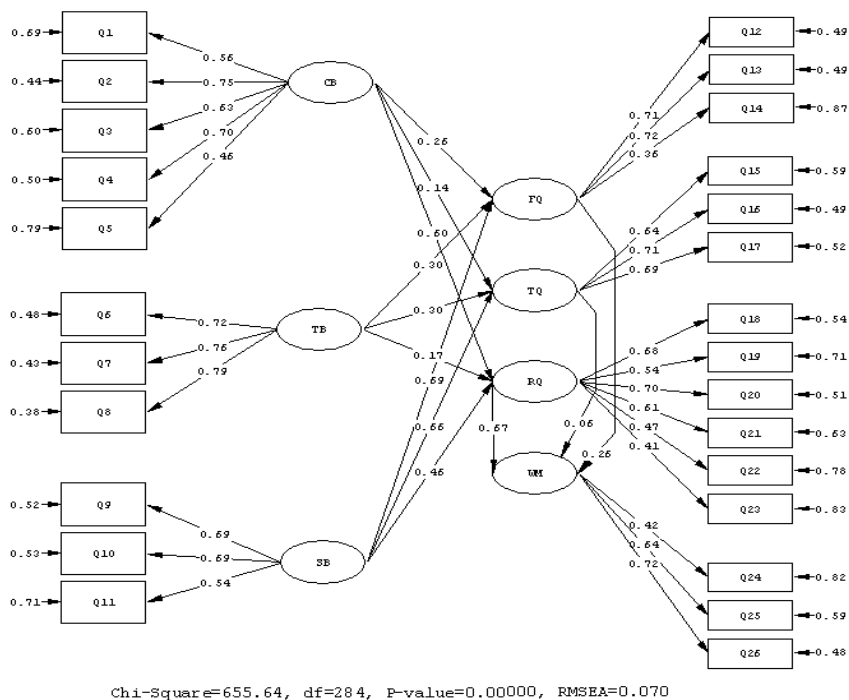 0.69
Q1
0.56
0.44
Q2
0.75
0.60
Q3
0.63
0.50
Q4
0.70
0.79
Q5
0.46
CB
0.48
Q6
0.72
0.43
Q7
0.76
0.38
Q8
0.79
TB
0.52
Q9
0.69
0.53
Q10
0.69
0.71
Q11
0.54
SB
0.26
0.14
0.60
0.30
0.30
0.17
0.69
0.66
0.46
FQ
TQ
RQ
WM
0.67
0.06
0.26
0.71
Q12
0.49
0.72
Q13
0.49
0.36
Q14
0.87
0.64
Q15
0.59
0.71
Q16
0.49
0.69
Q17
0.52
0.68
Q18
0.54
0.54
Q19
0.71
0.70
Q20
0.51
0.61
Q21
0.63
0.47
Q22
0.78
0.41
Q23
0.83
0.42
Q24
0.82
0.64
Q25
0.59
0.72
Q26
0.48
Chi-Square=655.64, df=284, P-value=0.00000, RMSEA=0.070